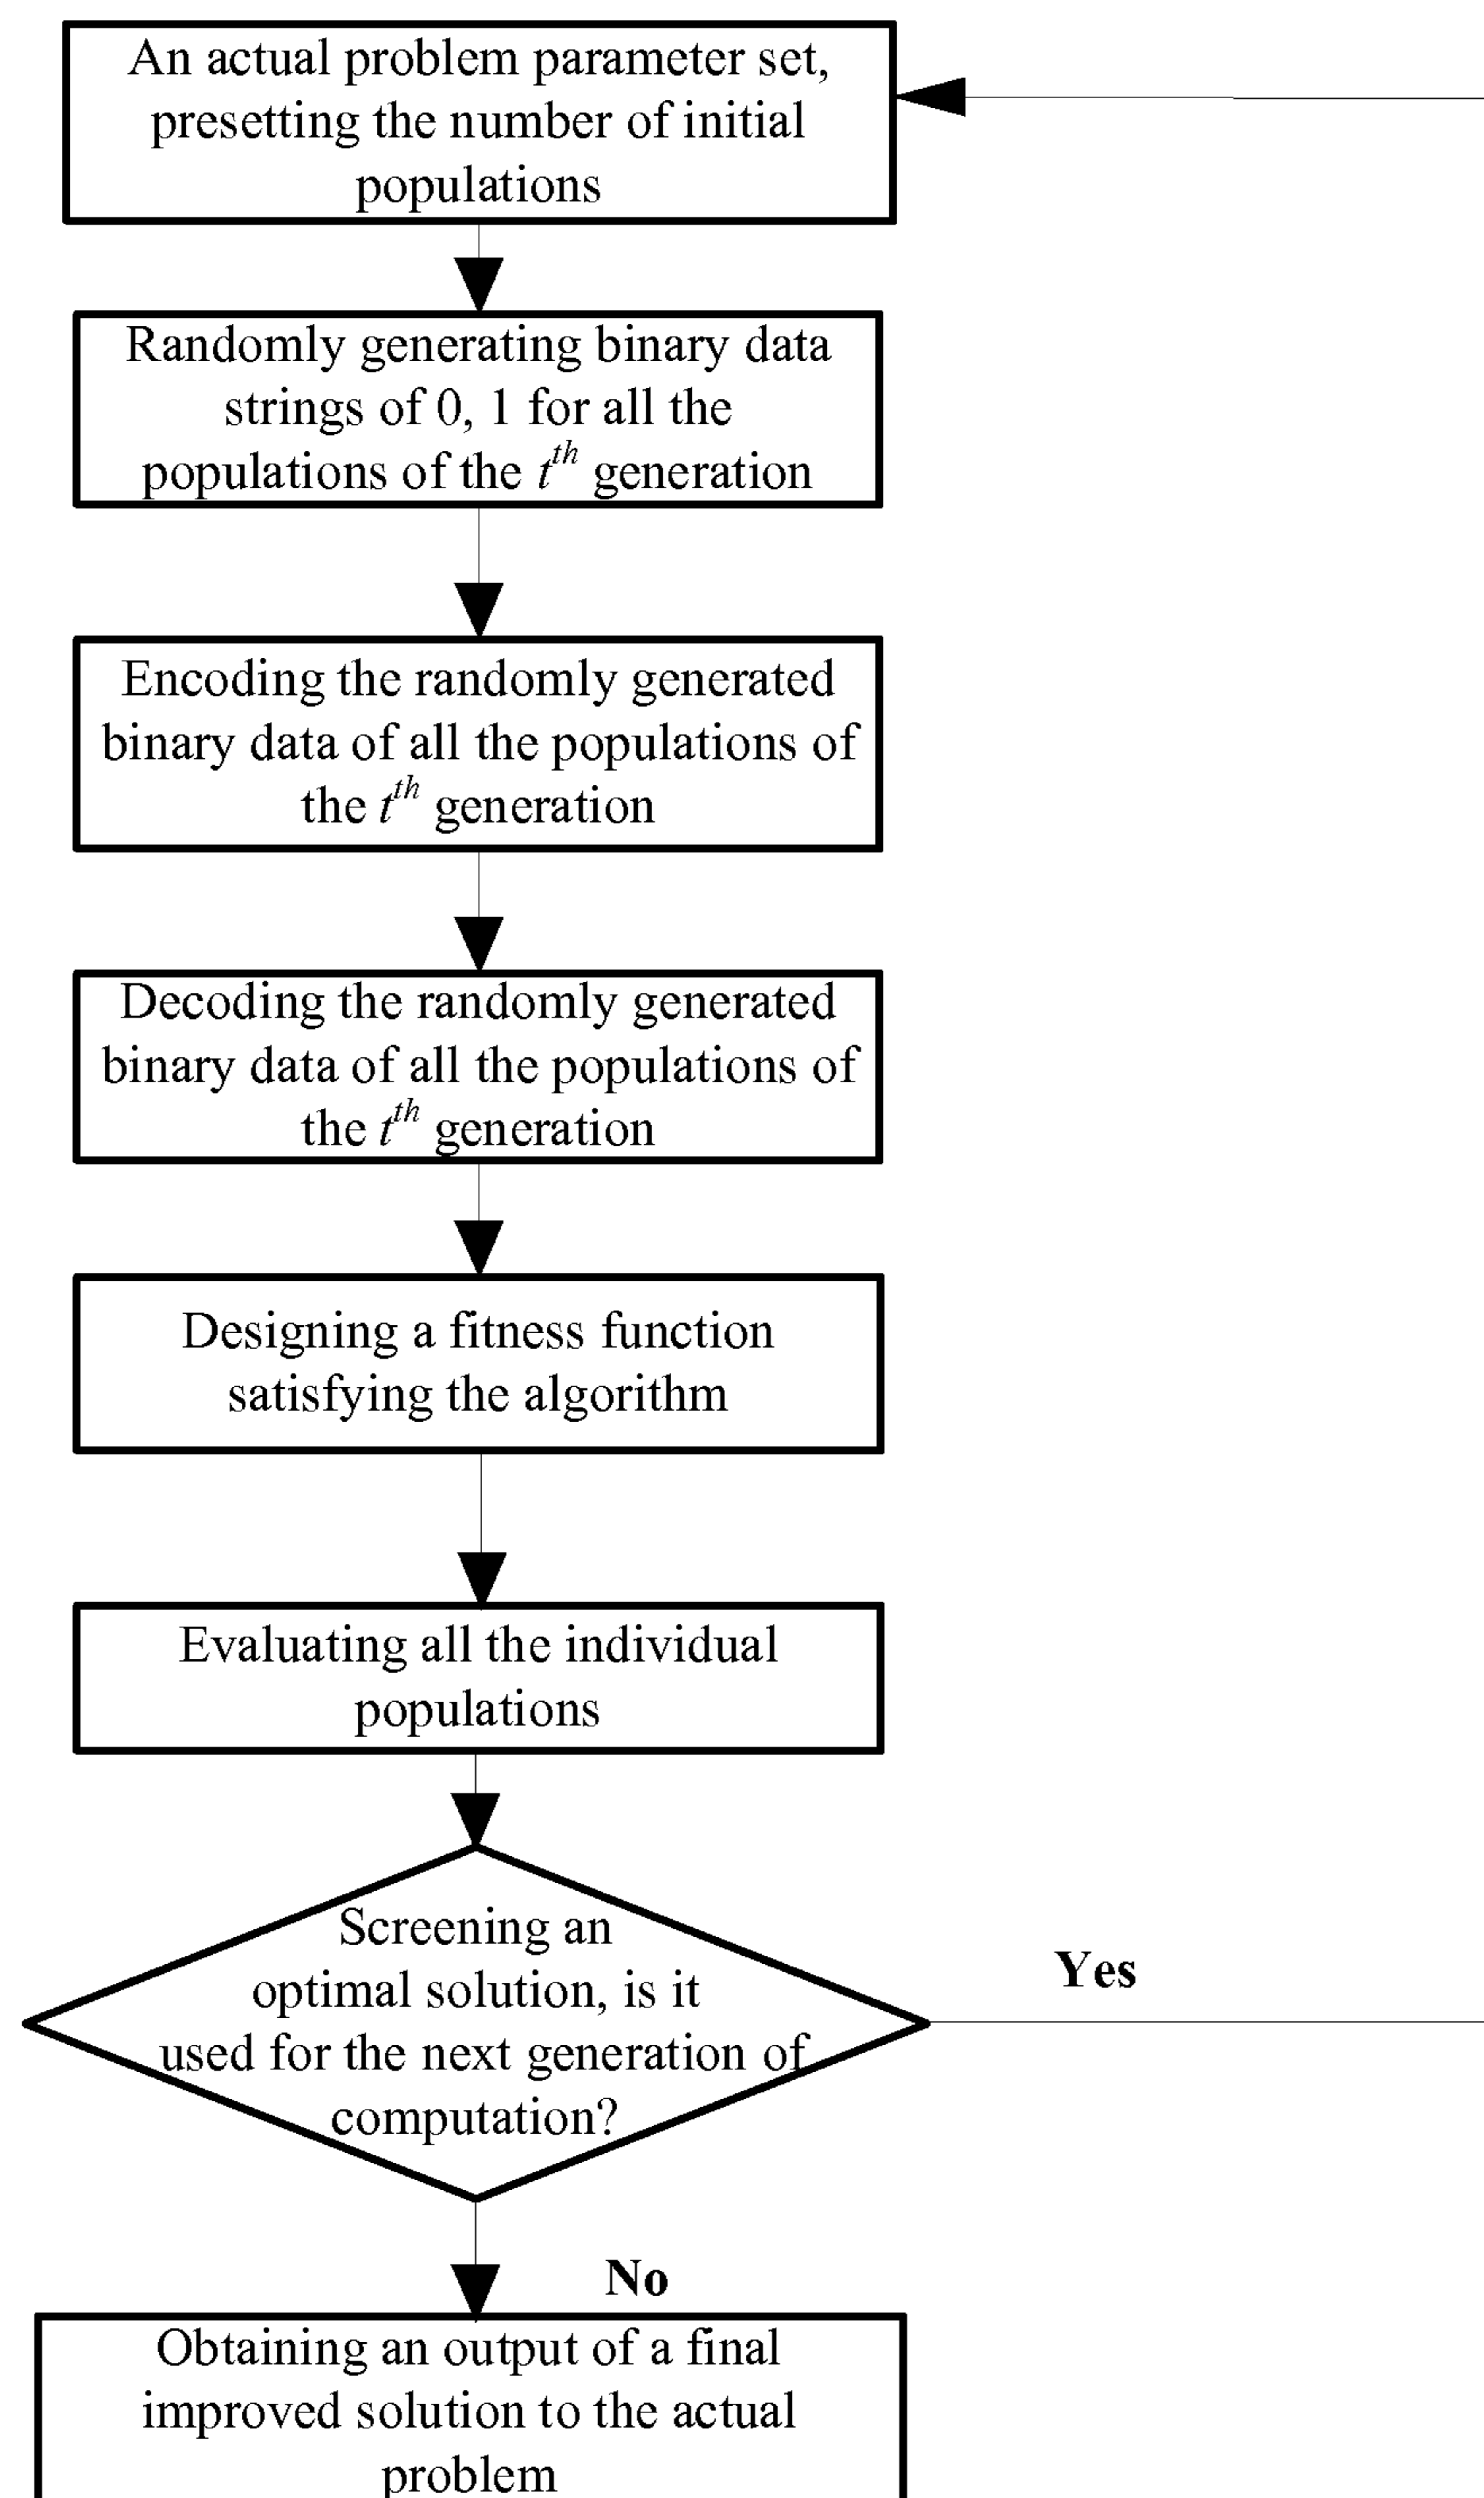 An actual problem parameter set,
presetting the number of initial
populations
Randomly generating binary data
strings of 0, 1 for all the
populations of the t^th generation
Encoding the randomly generated
binary data of all the populations of
the t^th generation
Decoding the randomly generated
binary data of all the populations of
the t^th generation
Designing a fitness function
satisfying the algorithm
Evaluating all the individual
populations
Screening an
optimal solution, is it
used for the next generation of
computation?
Yes
No
Obtaining an output of a final
improved solution to the actual
problem